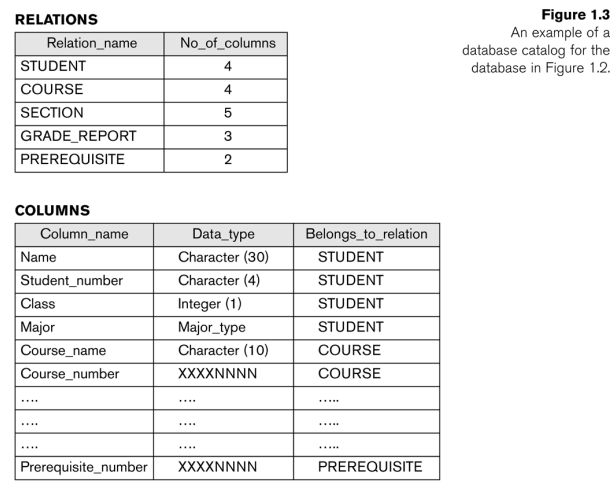 RELATIONS
Relation_name No_of_columns
STUDENT 4
COURSE 4
SECTION 5
GRADE_REPORT 3
PREREQUISITE 2
Figure 1.3
An example of a
database catalog for the
database in Figure 1.2.
COLUMNS
Column_name Data_type Belongs_to_relation
Name Character (30) STUDENT
Student_number Character (4) STUDENT
Class Integer (1) STUDENT
Major Major_type STUDENT
Course_name Character (10) COURSE
Course_number XXXXNNNN COURSE
…. …. …..
…. …. …..
…. …. …..
Prerequisite_number XXXXNNNN PREREQUISITE